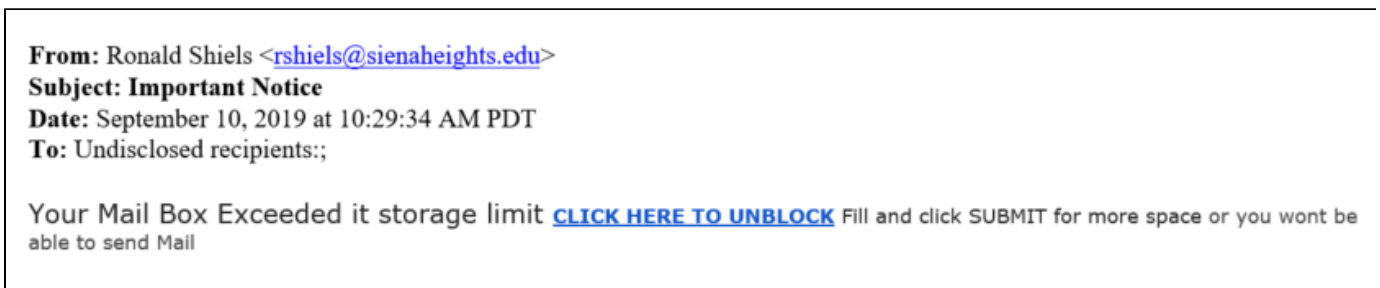 From: Ronald Shiels <rshiels@sienaheights.edu>
Subject: Important Notice
Date: September 10, 2019 at 10:29:34 AM PDT
To: Undisclosed recipients:;
Your Mail Box Exceeded it storage limit CLICK HERE TO UNBLOCK Fill and click SUBMIT for more space or you wont be
able to send Mail